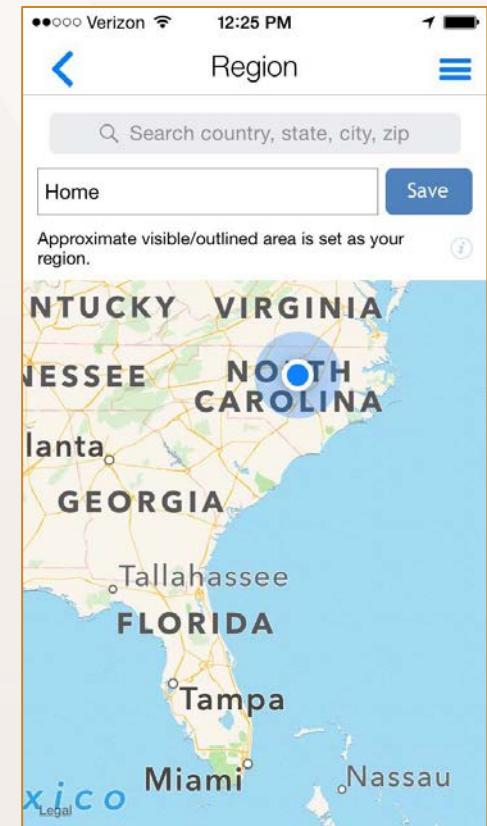 Verizon 12:25 PM
Region
Search country, state, city, zip
Home Save
Approximate visible/outlined area is set as your
region.
NTUCKY VIRGINIA
NESSEE NORTH
CAROLINA
lanta
GEORGIA
Tallahassee
FLORIDA
Tampa
Miami Nassau
xico
Legal